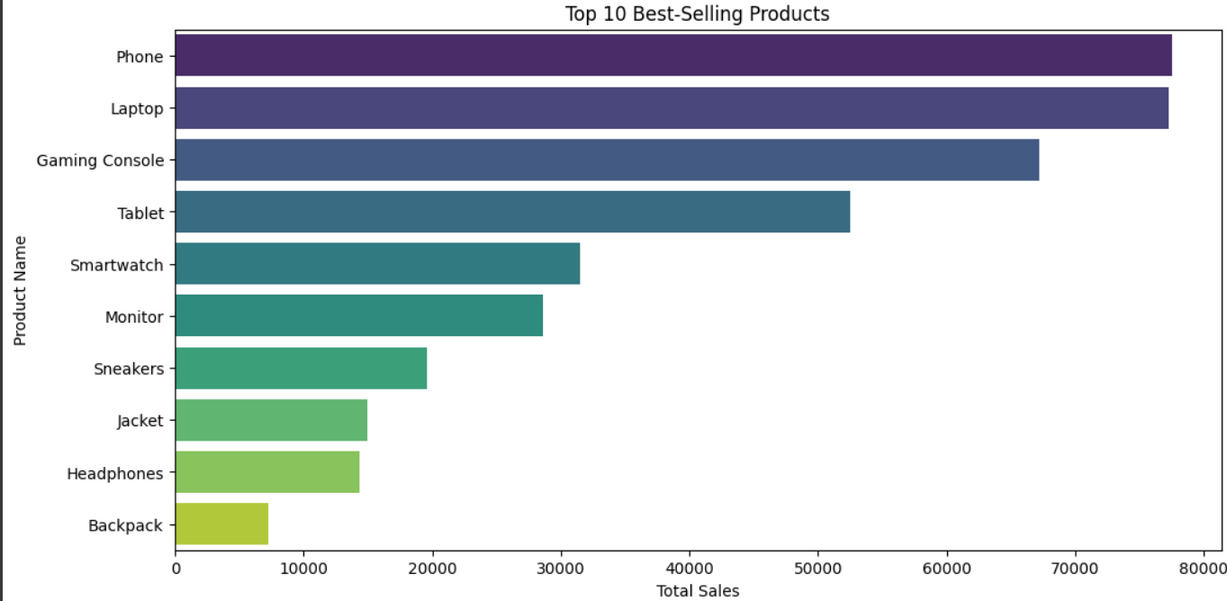 Top 10 Best-Selling Products
Product Name
Phone
Laptop
Gaming Console
Tablet
Smartwatch
Monitor
Sneakers
Jacket
Headphones
Backpack
0 10000 20000 30000 40000 50000 60000 70000 80000
Total Sales